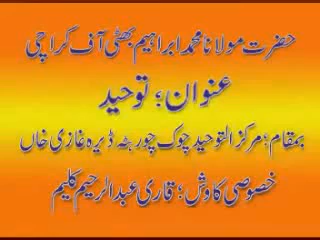 حضرت مولانا محمد ابراہیم بھٹی آف کراچی
عنوان؛ توحید
بمقام؛ مرکز التوحید چوک چورہٹہ ڈیرہ غازی خاں
خصوصی کاوش؛ قاری عبدالرحیم کلیم